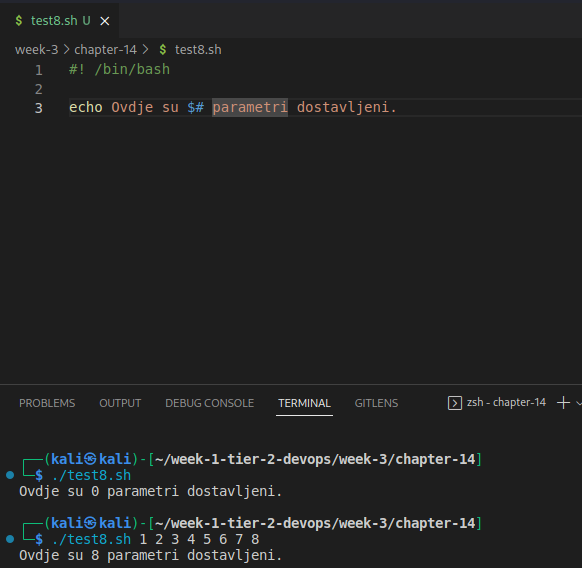 $ test8.sh U ×
week-3 > chapter-14 > $ test8.sh
1 #! /bin/bash
2
3 echo Ovdje su $# parametri dostavljeni.
PROBLEMS OUTPUT DEBUG CONSOLE TERMINAL GITLENS zsh - chapter-14
┌──(kali㉿kali)-[~/week-1-tier-2-devops/week-3/chapter-14]
└─$ ./test8.sh
Ovdje su 0 parametri dostavljeni.
┌──(kali㉿kali)-[~/week-1-tier-2-devops/week-3/chapter-14]
└─$ ./test8.sh 1 2 3 4 5 6 7 8
Ovdje su 8 parametri dostavljeni.